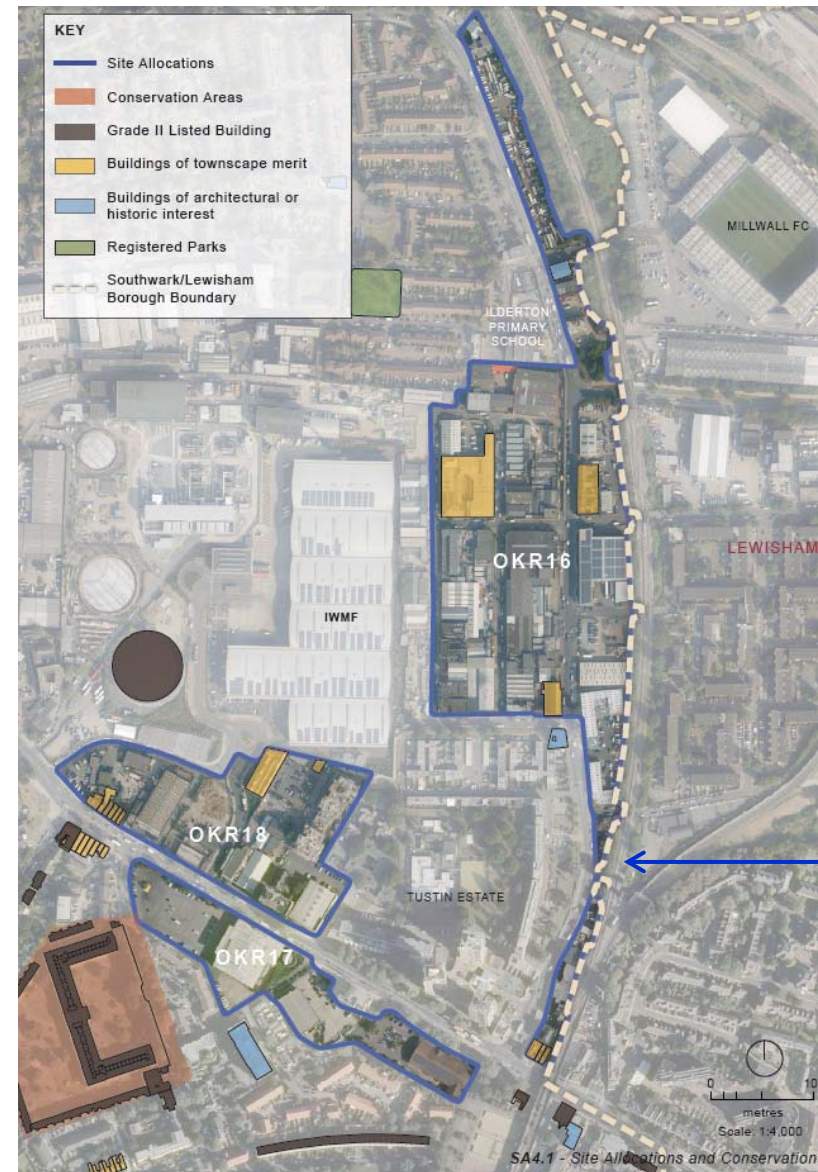 KEY
Site Allocations
Conservation Areas
Grade II Listed Building
Buildings of townscape merit
Buildings of architectural or
historic interest
Registered Parks
Southwark/Lewisham
Borough Boundary
MILLWALL FC
ILDERTON
PRIMARY
SCHOOL
OKR16
LEWISHAM
IWMF
OKR18
TUSTIN ESTATE
OKR17
0 10
metres
Scale: 1:4,000
SA4.1 - Site Allocations and Conservation